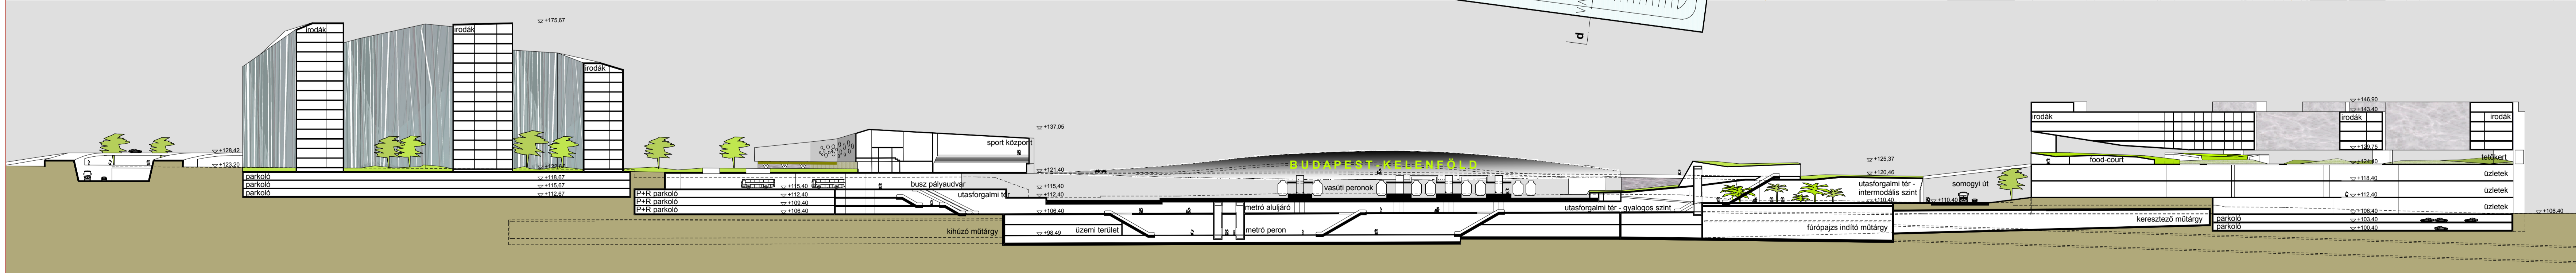 +175,67
irodák
irodák
irodák
+128,42
+123,20
parkoló
parkoló
parkoló
+118,67
+115,67
+112,67
P+R parkoló
P+R parkoló
P+R parkoló
+115,40
+112,40
+109,40
+106,40
busz pályaudvar
sport központ
+137,05
+121,40
+115,40
+112,40
+106,40
kihúzó műtárgy
+98,49
üzemi terület
metró aluljáró
metró peron
BUDAPEST-KELENFÖLD
vasúti peronok
utasforgalmi tér - gyalogos szint
d
+125,37
+120,46
utasforgalmi tér -
intermodális szint
+110,40
somogyi út
+110,40
fúrópajzs indító műtárgy
keresztező műtárgy
+146,90
+143,40
irodák
irodák
irodák
+129,75
food-court
tetőkert
+118,40
+112,40
+106,40
+103,40
+100,40
üzletek
üzletek
üzletek
parkoló
parkoló
+106,40